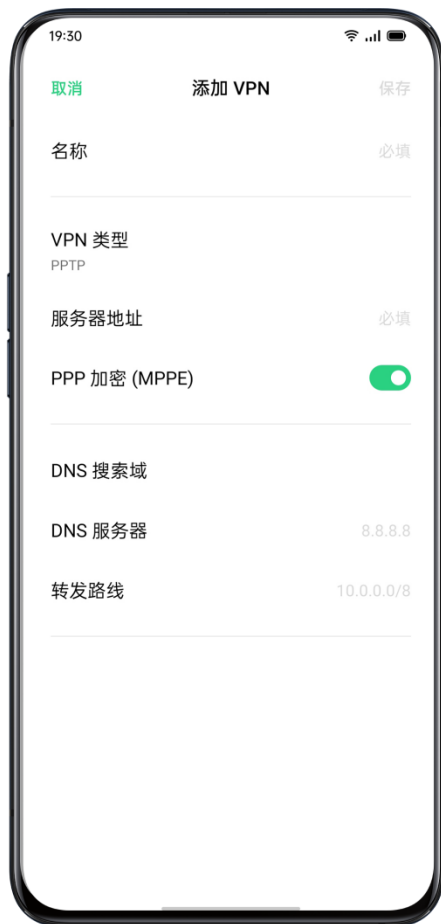 19:30
取消 添加 VPN 保存
名称 必填
VPN 类型
PPTP
服务器地址 必填
PPP 加密 (MPPE)
DNS 搜索域
DNS 服务器 8.8.8.8
转发路线 10.0.0.0/8